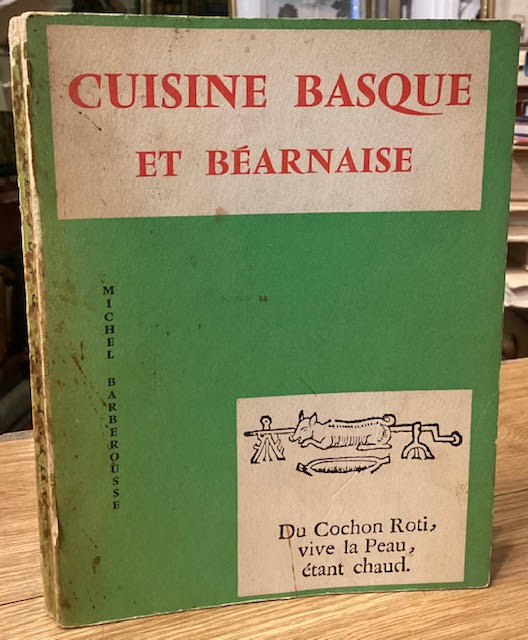 CUISINE BASQUE
ET BÉARNAISE
MICHEL BARBEROUSSE
Du Cochon Roti,
vive la Peau,
étant chaud.